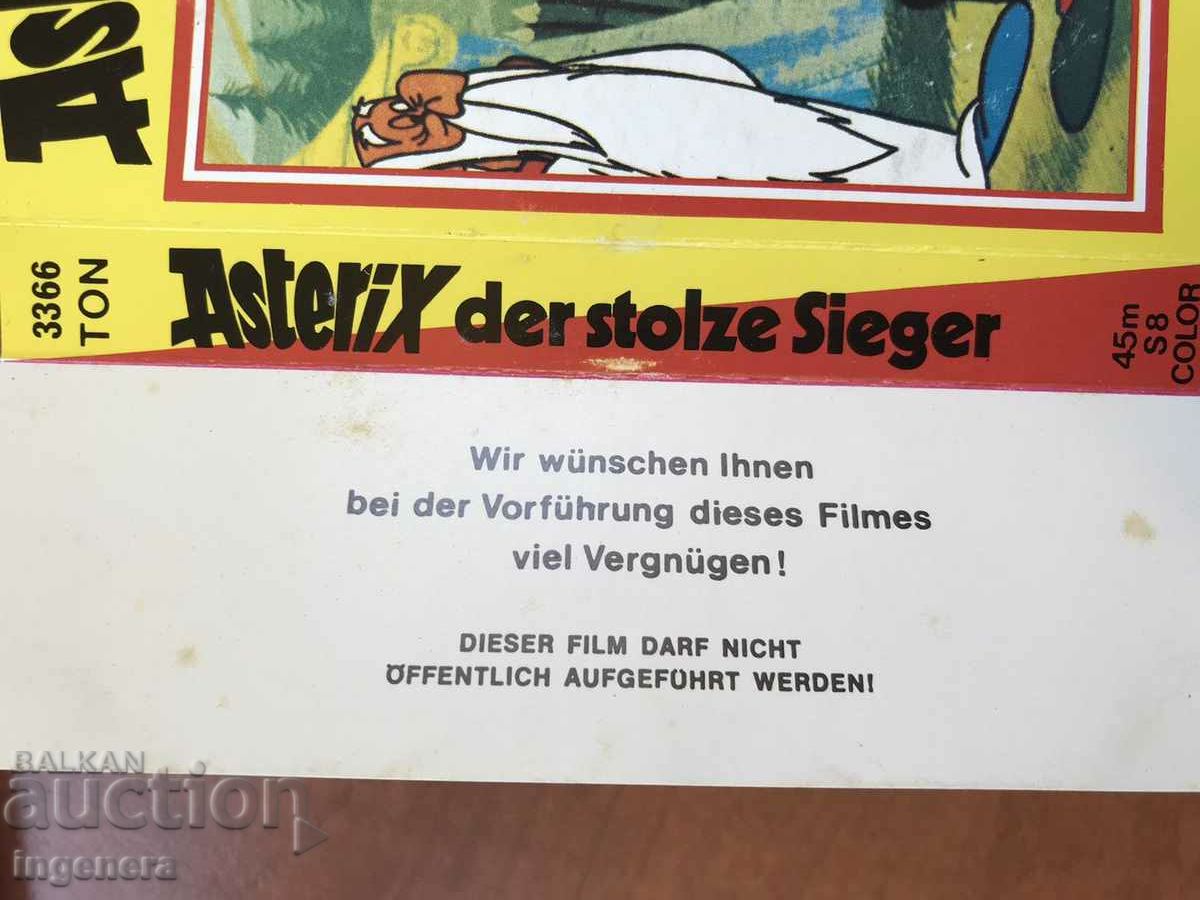 3366
TON
Asterix der stolze Sieger
45m
S8
COLOR
Wir wünschen Ihnen
bei der Vorführung dieses Filmes
viel Vergnügen!
DIESER FILM DARF NICHT
ÖFFENTLICH AUFGEFÜHRT WERDEN!
BALKAN
auction
ingenera